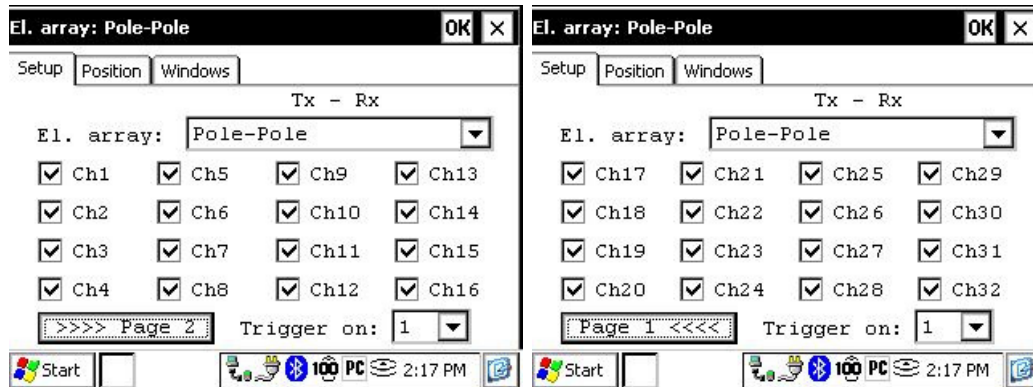 El. array: Pole-Pole OK ×
Setup Position Windows
Tx - Rx
El. array: Pole-Pole
Ch1 Ch5 Ch9 Ch13
Ch2 Ch6 Ch10 Ch14
Ch3 Ch7 Ch11 Ch15
Ch4 Ch8 Ch12 Ch16
>>>> Page 2 Trigger on: 1
Start 100 PC 2:17 PM
El. array: Pole-Pole OK ×
Setup Position Windows
Tx - Rx
El. array: Pole-Pole
Ch17 Ch21 Ch25 Ch29
Ch18 Ch22 Ch26 Ch30
Ch19 Ch23 Ch27 Ch31
Ch20 Ch24 Ch28 Ch32
Page 1 <<<< Trigger on: 1
Start 100 PC 2:17 PM